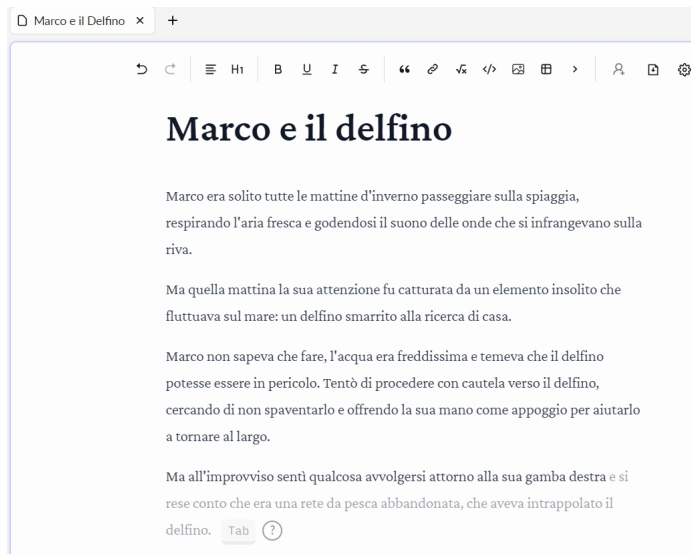 Marco e il Delfino
H1
B U I S
Marco e il delfino
Marco era solito tutte le mattine d'inverno passeggiare sulla spiaggia,
respirando l'aria fresca e godendosi il suono delle onde che si infrangevano sulla
riva.
Ma quella mattina la sua attenzione fu catturata da un elemento insolito che
fluttuava sul mare: un delfino smarrito alla ricerca di casa.
Marco non sapeva che fare, l'acqua era freddissima e temeva che il delfino
potesse essere in pericolo. Tentò di procedere con cautela verso il delfino,
cercando di non spaventarlo e offrendo la sua mano come appoggio per aiutarlo
a tornare al largo.
Ma all'improvviso sentì qualcosa avvolgersi attorno alla sua gamba destra e si
rese conto che era una rete da pesca abbandonata, che aveva intrappolato il
delfino. Tab ?